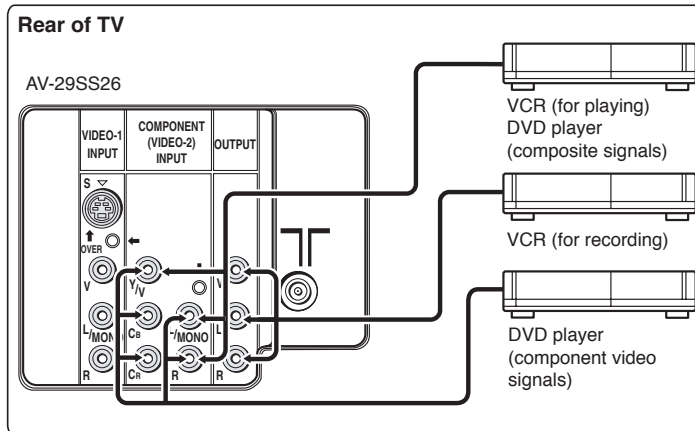 Rear of TV
AV-29SS26
VIDEO-1
INPUT
COMPONENT
(VIDEO-2)
INPUT
OUTPUT
S
OVER
V
Y/V
V
L/MONO
CB
L/MONO
L
R
CR
R
R
VCR (for playing)
DVD player
(composite signals)
VCR (for recording)
DVD player
(component video
signals)